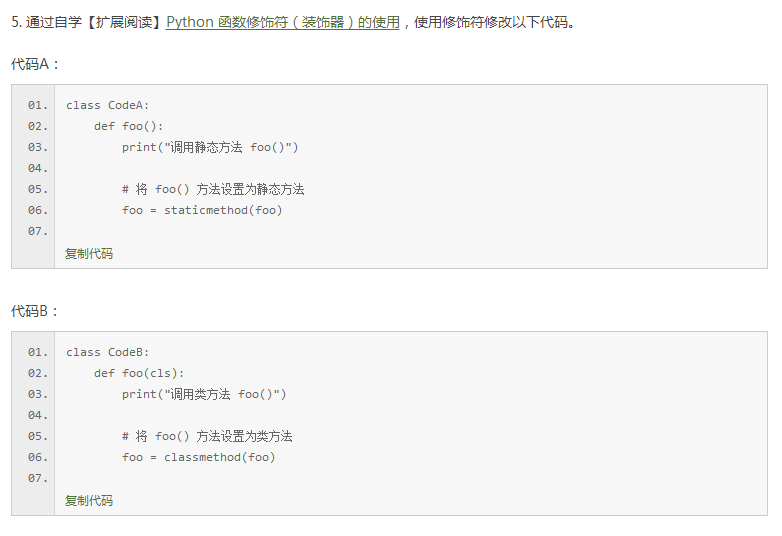 5. 通过自学【扩展阅读】Python 函数修饰符（装饰器）的使用，使用修饰符修改以下代码。
代码A：
01. class CodeA:
02.     def foo():
03.         print("调用静态方法 foo()")
04.
05.         # 将 foo() 方法设置为静态方法
06.         foo = staticmethod(foo)
07.
复制代码
代码B：
01. class CodeB:
02.     def foo(cls):
03.         print("调用类方法 foo()")
04.
05.         # 将 foo() 方法设置为类方法
06.         foo = classmethod(foo)
07.
复制代码